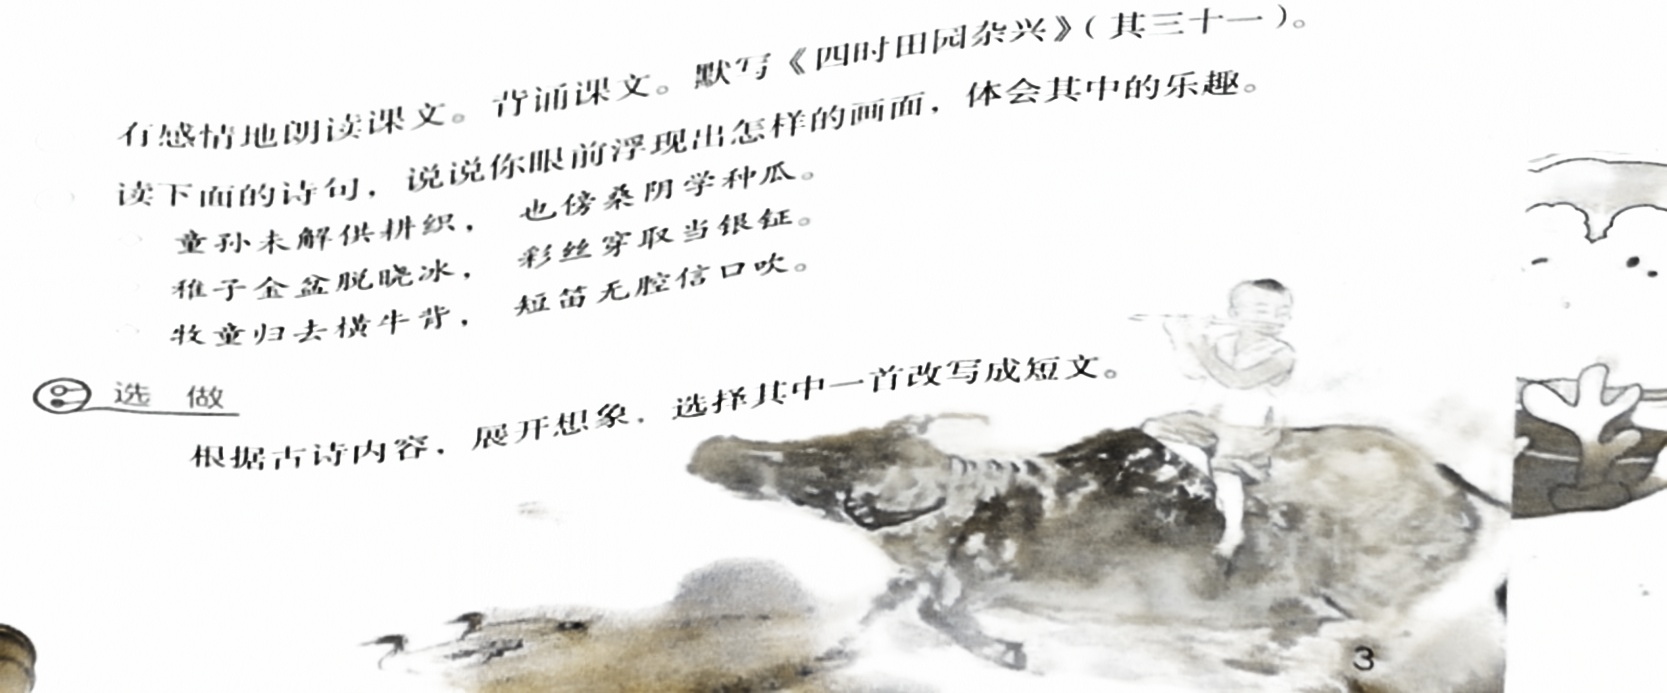 有感情地朗读课文。背诵课文。默写《四时田园杂兴》(其三十一)。
读下面的诗句，说说你眼前浮现出怎样的画面，体会其中的乐趣。
童孙未解供耕织，也傍桑阴学种瓜。
稚子金盆脱晓冰，彩丝穿取当银钲。
牧童归去横牛背，短笛无腔信口吹。
选做
根据古诗内容，展开想象，选择其中一首改写成短文。
3